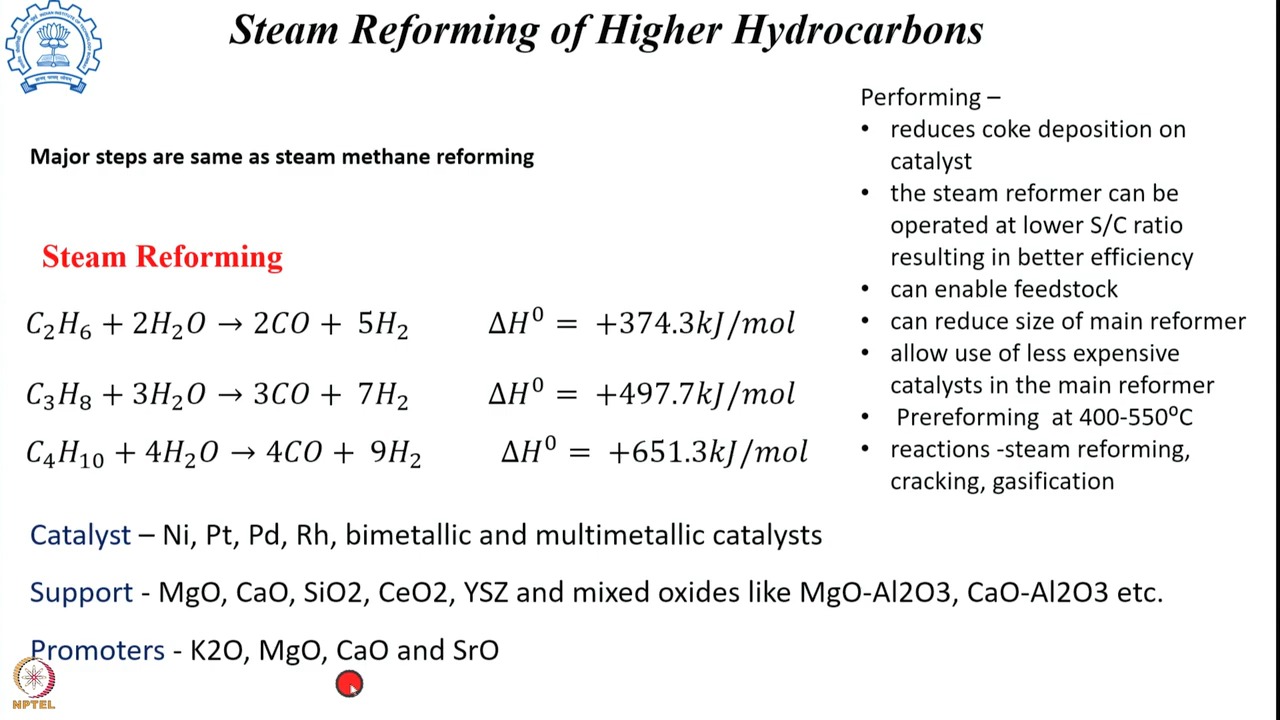 Steam Reforming of Higher Hydrocarbons
Major steps are same as steam methane reforming
Steam Reforming
C₂H₆ + 2H₂O → 2CO + 5H₂ ΔH⁰ = +374.3kJ/mol
C₃H₈ + 3H₂O → 3CO + 7H₂ ΔH⁰ = +497.7kJ/mol
C₄H₁₀ + 4H₂O → 4CO + 9H₂ ΔH⁰ = +651.3kJ/mol
Performing –
• reduces coke deposition on
catalyst
• the steam reformer can be
operated at lower S/C ratio
resulting in better efficiency
• can enable feedstock
• can reduce size of main reformer
• allow use of less expensive
catalysts in the main reformer
• Prereforming at 400-550⁰C
• reactions -steam reforming,
cracking, gasification
Catalyst – Ni, Pt, Pd, Rh, bimetallic and multimetallic catalysts
Support - MgO, CaO, SiO2, CeO2, YSZ and mixed oxides like MgO-Al2O3, CaO-Al2O3 etc.
Promoters - K2O, MgO, CaO and SrO
NPTEL